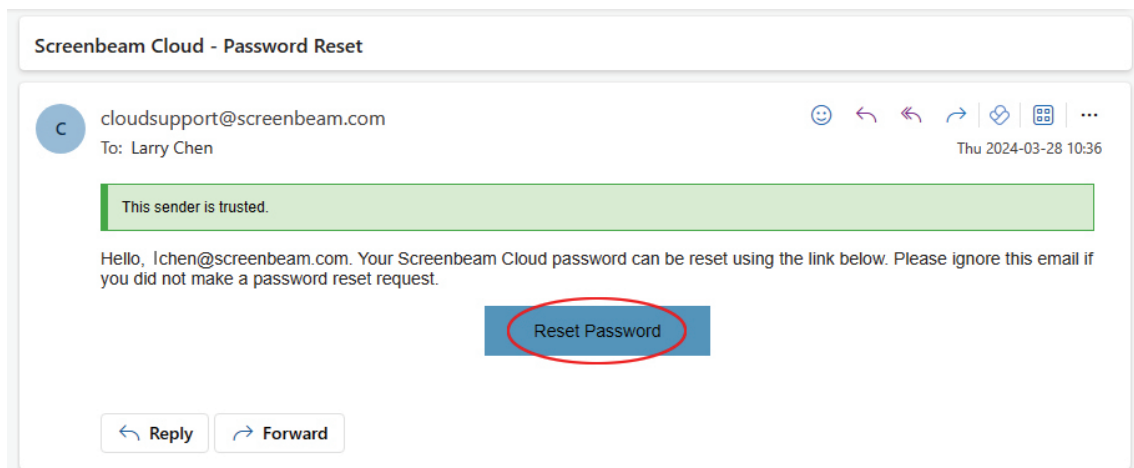 Screenbeam Cloud - Password Reset
C
cloudsupport@screenbeam.com
To: Larry Chen
Thu 2024-03-28 10:36
This sender is trusted.
Hello, lchen@screenbeam.com. Your Screenbeam Cloud password can be reset using the link below. Please ignore this email if
you did not make a password reset request.
Reset Password
Reply
Forward